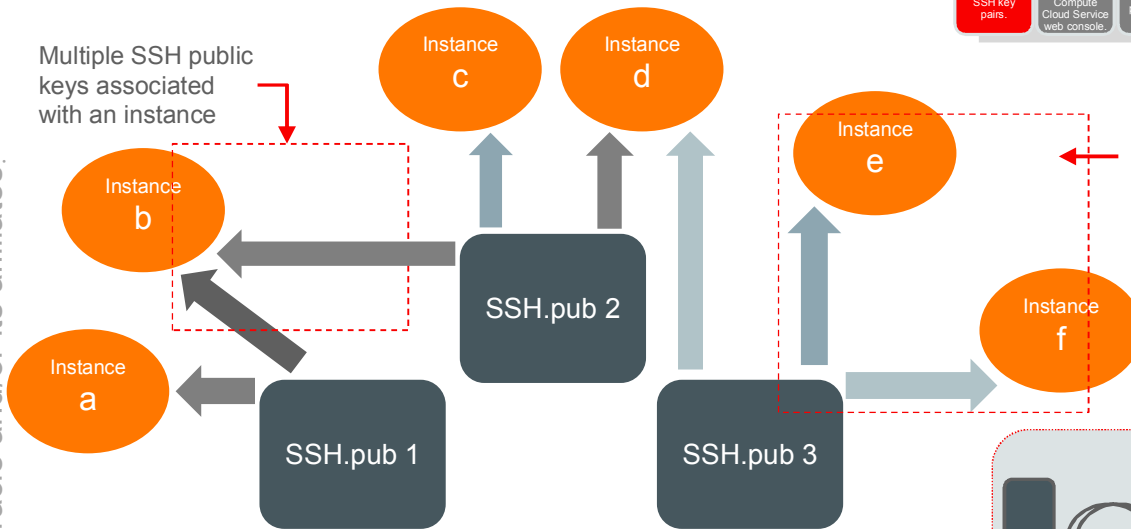 SSH key
pairs.
Compute
Cloud Service
web console.
Multiple SSH public
keys associated
with an instance
Instance
c
Instance
d
Instance
e
Instance
b
SSH.pub 2
Instance
f
Instance
a
SSH.pub 1
SSH.pub 3